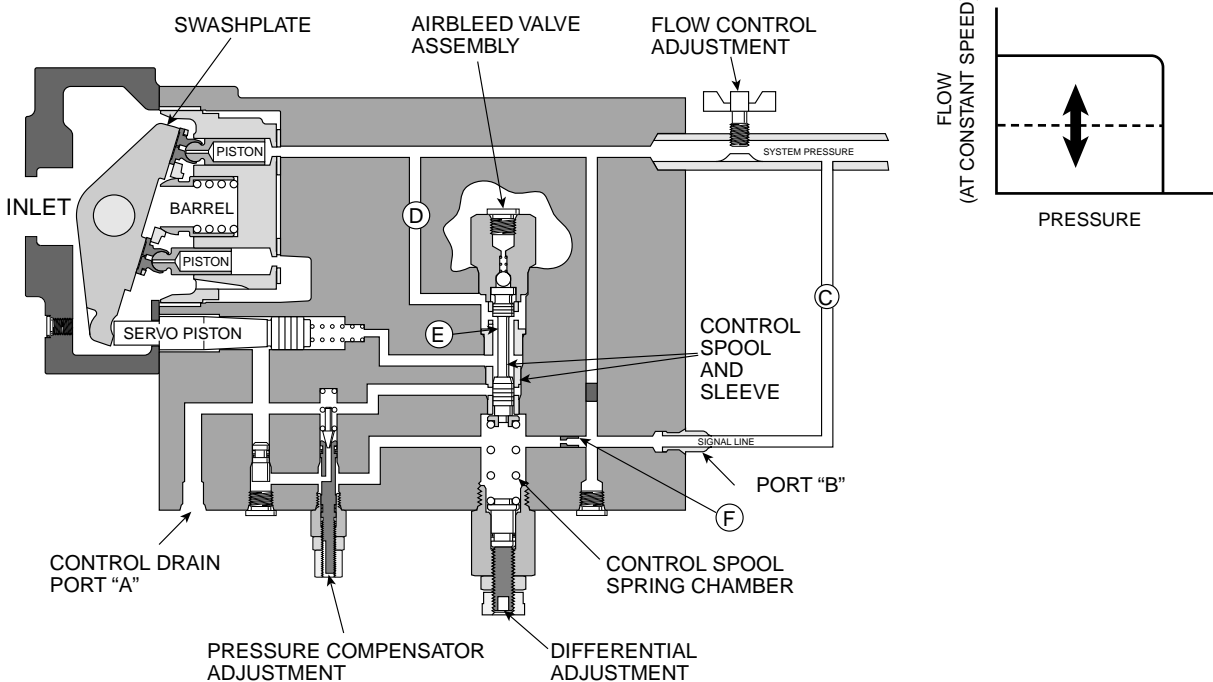 SWASHPLATE
AIRBLEED VALVE
ASSEMBLY
FLOW CONTROL
ADJUSTMENT
FLOW
(AT CONSTANT SPEED)
PRESSURE
PISTON
SYSTEM PRESSURE
INLET
BARREL
D
PISTON
C
SERVO PISTON
E
CONTROL
SPOOL
AND
SLEEVE
SIGNAL LINE
PORT “B”
F
CONTROL DRAIN
PORT “A”
CONTROL SPOOL
SPRING CHAMBER
PRESSURE COMPENSATOR
ADJUSTMENT
DIFFERENTIAL
ADJUSTMENT